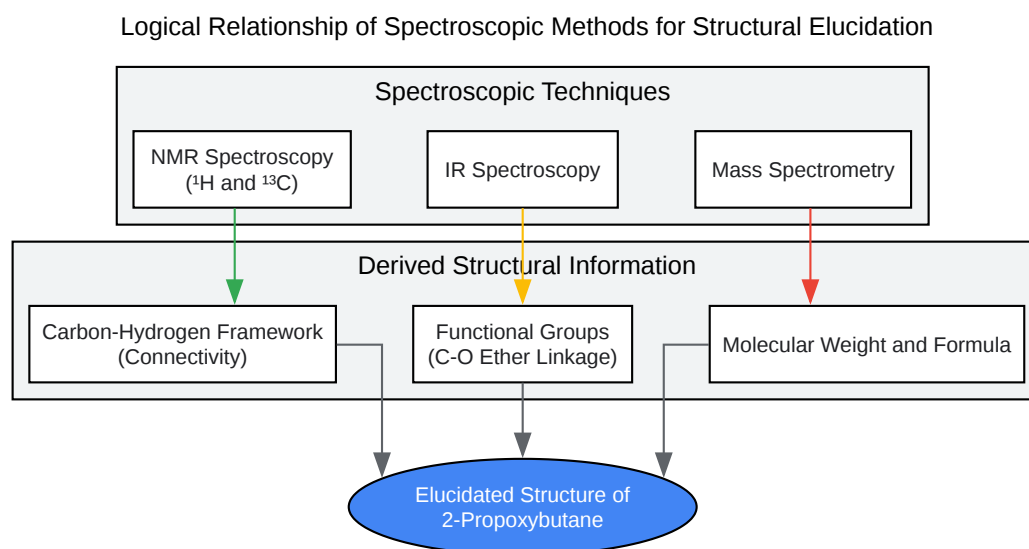 Logical Relationship of Spectroscopic Methods for Structural Elucidation
Spectroscopic Techniques
NMR Spectroscopy
(¹H and ¹³C)
IR Spectroscopy
Mass Spectrometry
Derived Structural Information
Carbon-Hydrogen Framework
(Connectivity)
Functional Groups
(C-O Ether Linkage)
Molecular Weight and Formula
Elucidated Structure of
2-Propoxybutane